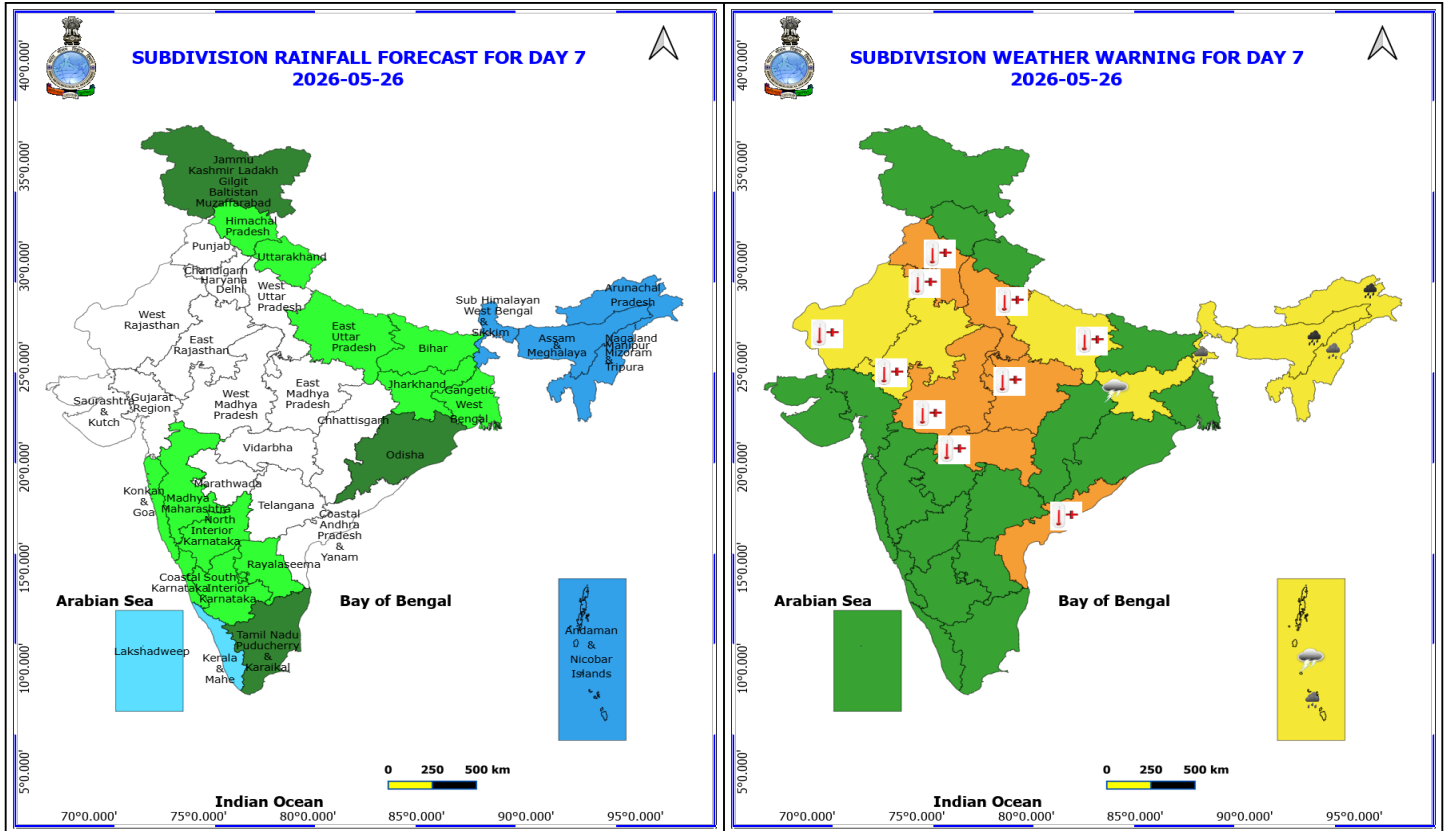 SUBDIVISION RAINFALL FORECAST FOR DAY 7
2026-05-26
40°0.000'
35°0.000'
30°0.000'
25°0.000'
20°0.000'
15°0.000'
10°0.000'
5°0.000'
Jammu
Kashmir Ladakh
Gilgit
Baltistan
Muzaffarabad
Himachal
Pradesh
Punjab
Uttarakhand
Chandigarh
Haryana
Delhi
West
Uttar
Pradesh
West
Rajasthan
East
Rajasthan
East
Uttar
Pradesh
Bihar
Sub Himalayan
West Bengal
&
Sikkim
Arunachal
Pradesh
Assam
&
Meghalaya
Nagaland
Manipur
Mizoram
&
Tripura
Jharkhand
Gangetic
West
Bengal
Saurashtra
&
Kutch
Gujarat
Region
West
Madhya
Pradesh
East
Madhya
Pradesh
Chhattisgarh
Vidarbha
Odisha
Konkan
&
Goa
Madhya
Maharashtra
Marathwada
Telangana
North
Interior
Karnataka
Coastal
Andhra
Pradesh
&
Yanam
Rayalaseema
Coastal
Karnataka
South
Interior
Karnataka
Arabian Sea
Bay of Bengal
Lakshadweep
Kerala
&
Mahe
Tamil Nadu
Puducherry
&
Karaikal
Andaman
&
Nicobar
Islands
0 250 500 km
Indian Ocean
70°0.000' 75°0.000' 80°0.000' 85°0.000' 90°0.000' 95°0.000'
SUBDIVISION WEATHER WARNING FOR DAY 7
2026-05-26
40°0.000'
35°0.000'
30°0.000'
25°0.000'
20°0.000'
15°0.000'
10°0.000'
5°0.000'
Arabian Sea
Bay of Bengal
0 250 500 km
Indian Ocean
70°0.000' 75°0.000' 80°0.000' 85°0.000' 90°0.000' 95°0.000'